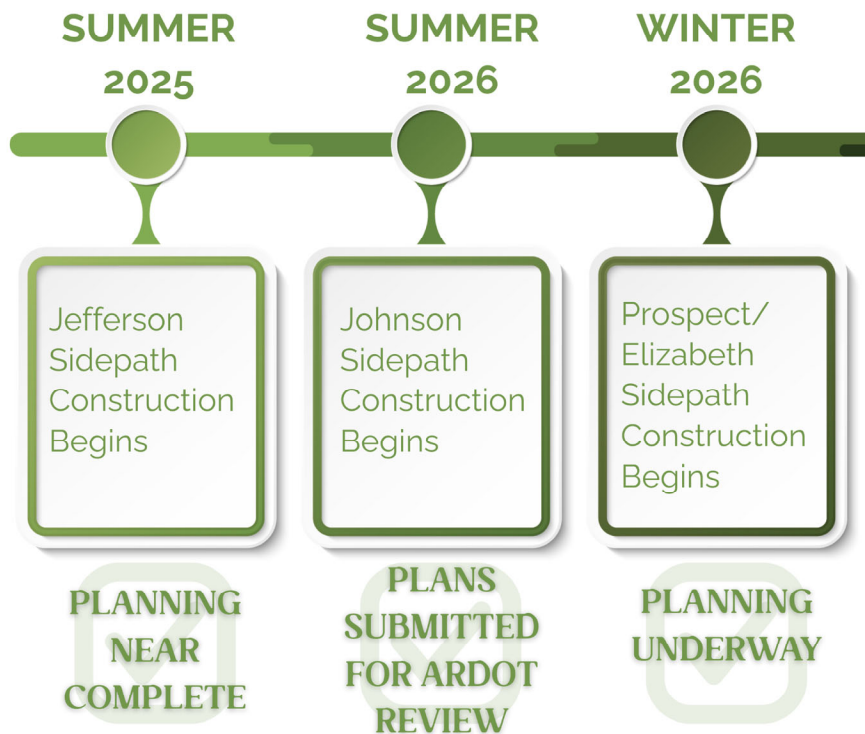 SUMMER
2025
SUMMER
2026
WINTER
2026
Jefferson
Sidepath
Construction
Begins
Johnson
Sidepath
Construction
Begins
Prospect/
Elizabeth
Sidepath
Construction
Begins
PLANNING
NEAR
COMPLETE
PLANS
SUBMITTED
FOR ARDOT
REVIEW
PLANNING
UNDERWAY